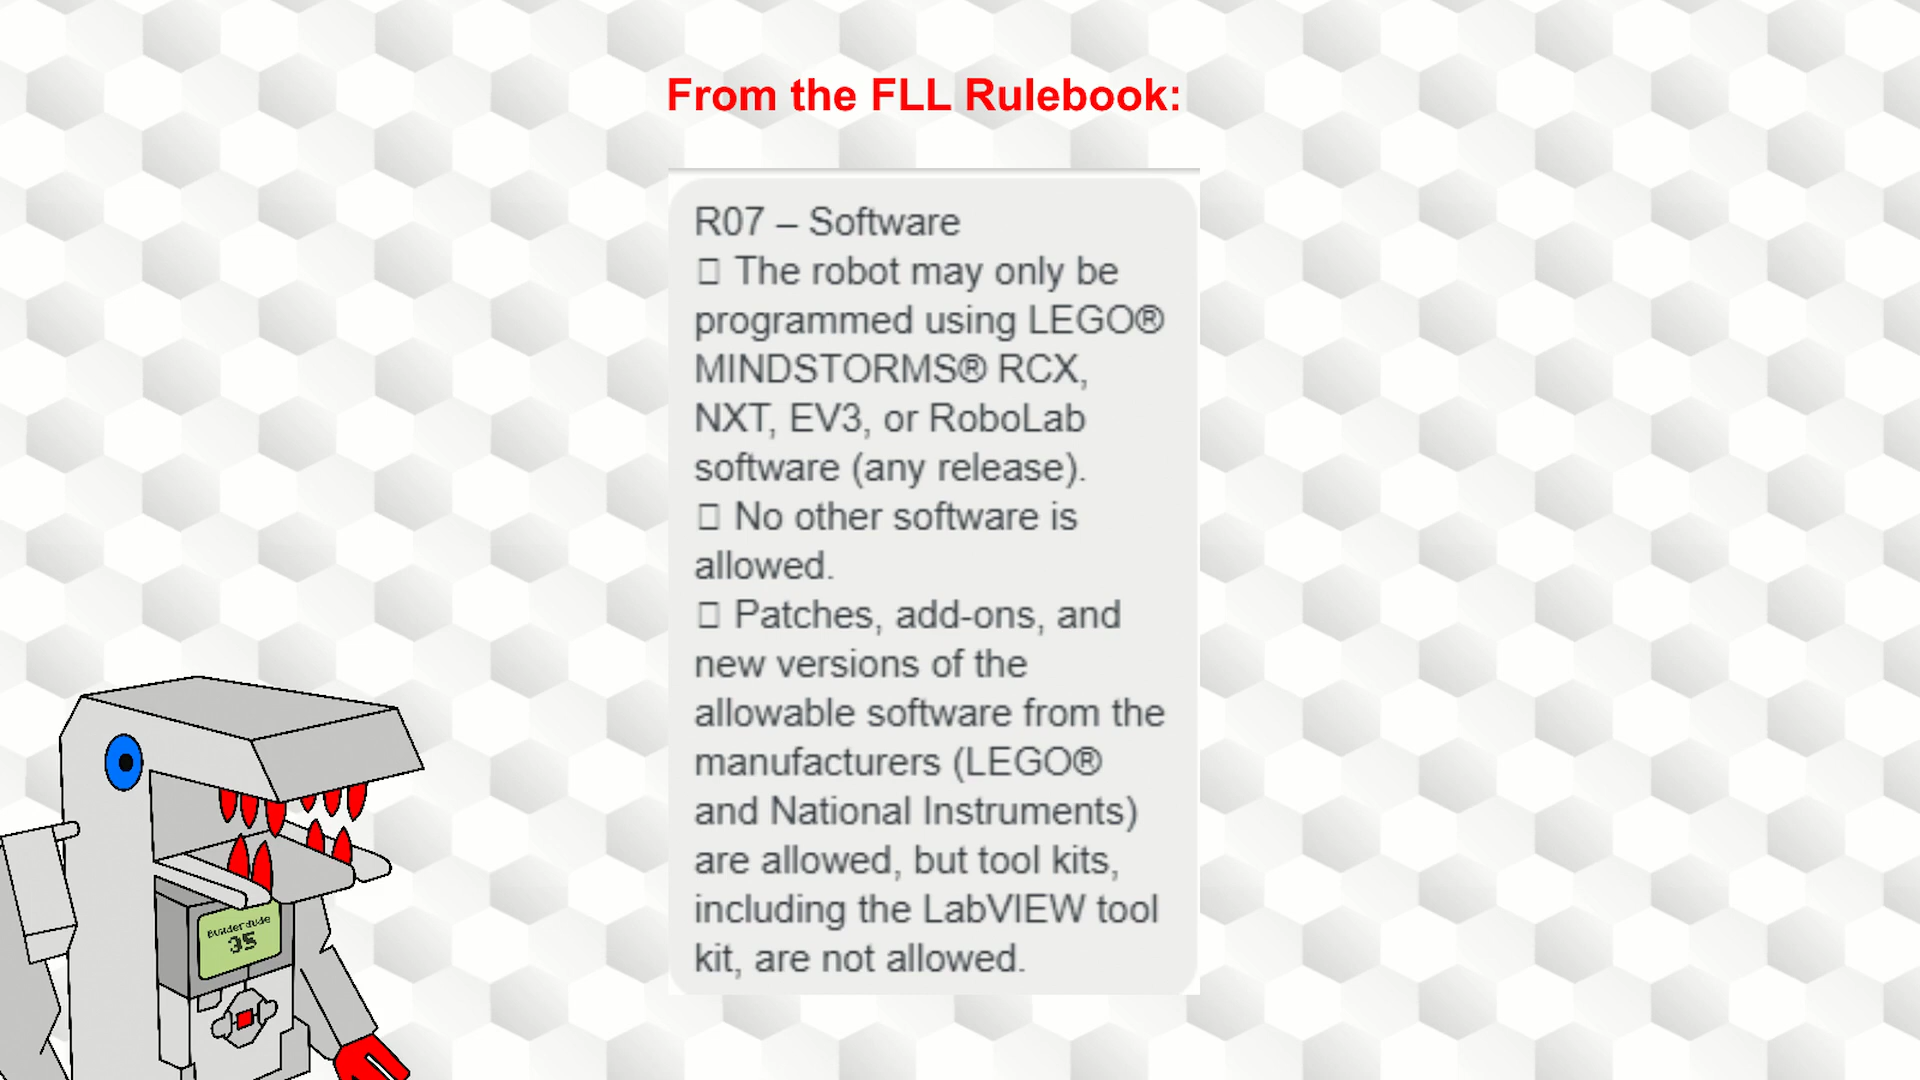 From the FLL Rulebook:
R07 – Software
▯ The robot may only be
programmed using LEGO®
MINDSTORMS® RCX,
NXT, EV3, or RoboLab
software (any release).
▯ No other software is
allowed.
▯ Patches, add-ons, and
new versions of the
allowable software from the
manufacturers (LEGO®
and National Instruments)
are allowed, but tool kits,
including the LabVIEW tool
kit, are not allowed.
Builderdude
35